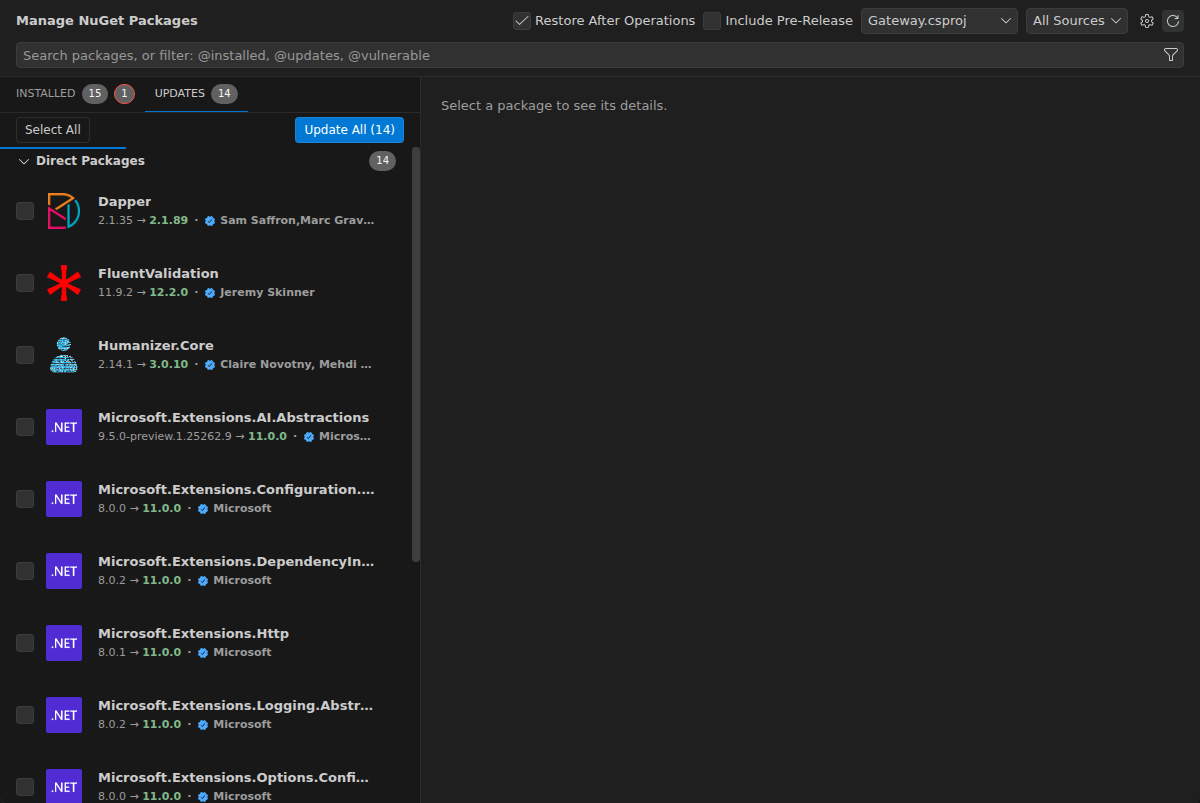 Manage NuGet Packages
Restore After Operations
Include Pre-Release
Gateway.csproj
All Sources
Search packages, or filter: @installed, @updates, @vulnerable
INSTALLED 15 1 UPDATES 14
Select a package to see its details.
Select All
Update All (14)
Direct Packages 14
Dapper
2.1.35 → 2.1.89 · Sam Saffron,Marc Grav…
FluentValidation
11.9.2 → 12.2.0 · Jeremy Skinner
Humanizer.Core
2.14.1 → 3.0.10 · Claire Novotny, Mehdi …
.NET
Microsoft.Extensions.AI.Abstractions
9.5.0-preview.1.25262.9 → 11.0.0 · Micros…
.NET
Microsoft.Extensions.Configuration.…
8.0.0 → 11.0.0 · Microsoft
.NET
Microsoft.Extensions.DependencyIn…
8.0.2 → 11.0.0 · Microsoft
.NET
Microsoft.Extensions.Http
8.0.1 → 11.0.0 · Microsoft
.NET
Microsoft.Extensions.Logging.Abstr…
8.0.2 → 11.0.0 · Microsoft
.NET
Microsoft.Extensions.Options.Confi…
8.0.0 → 11.0.0 · Microsoft